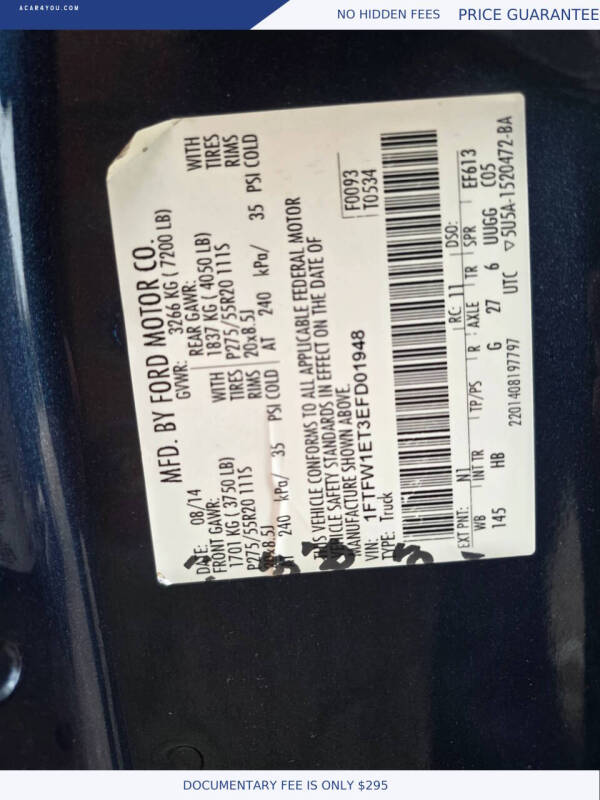 ACAR4YOU.COM
NO HIDDEN FEES PRICE GUARANTEE
MFD. BY FORD MOTOR CO.
DATE: 08/14 GVWR: 3266 KG ( 7200 LB)
FRONT GAWR: REAR GAWR:
1701 KG ( 3750 LB) WITH 1837 KG ( 4050 LB) WITH
P275/55R20 111S TIRES P275/55R20 111S TIRES
20x8.5J RIMS 20x8.5J RIMS
AT 240 kPa/ 35 PSI COLD AT 240 kPa/ 35 PSI COLD
THIS VEHICLE CONFORMS TO ALL APPLICABLE FEDERAL MOTOR
VEHICLE SAFETY STANDARDS IN EFFECT ON THE DATE OF
MANUFACTURE SHOWN ABOVE.
VIN: 1FTFW1ET3EFD01948
TYPE: Truck
F0093
T0534
EXT PNT: N1 RC: 11 DSO:
WB INT TR TP/PS R AXLE TR SPR EF613
145 HB G 27 6 UUGG C05
2201408197797 UTC ▽5U5A-1520472-BA
DOCUMENTARY FEE IS ONLY $295